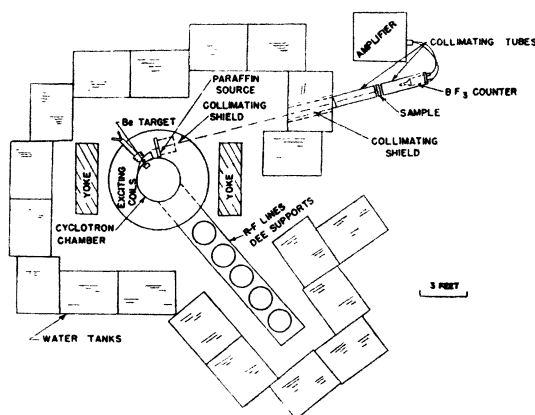 AMPLIFIER
COLLIMATING TUBES
PARAFFIN
SOURCE
COLLIMATING
SHIELD
BF3 COUNTER
SAMPLE
Be TARGET
COLLIMATING
SHIELD
YOKE
EXCITING
COILS
YOKE
CYCLOTRON
CHAMBER
R-F LINES
DEE SUPPORTS
3 FEET
WATER TANKS